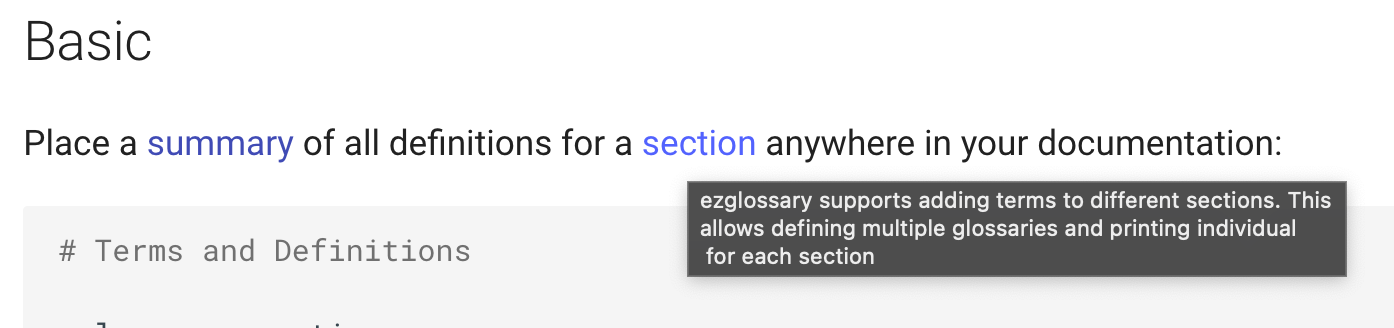 Basic
Place a summary of all definitions for a section anywhere in your documentation:
ezglossary supports adding terms to different sections. This
allows defining multiple glossaries and printing individual
for each section
# Terms and Definitions